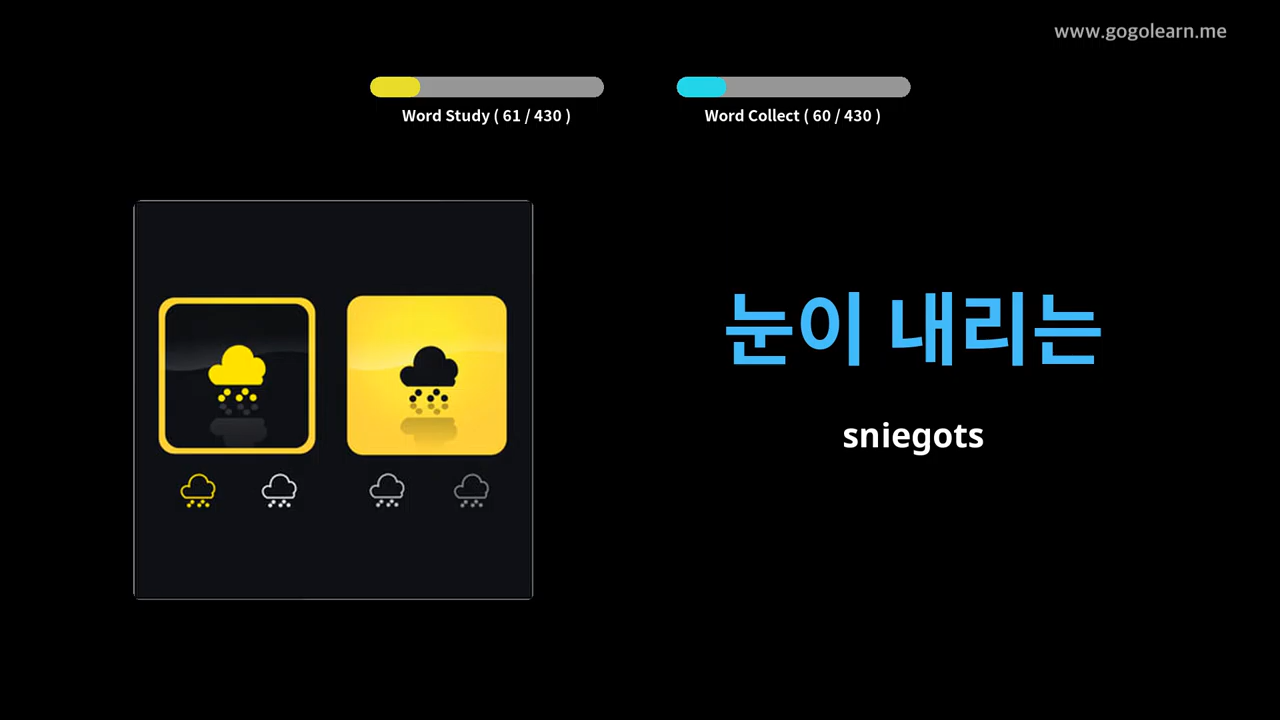 www.gogolearn.me
Word Study ( 61 / 430 )
Word Collect ( 60 / 430 )
눈이 내리는
sniegots